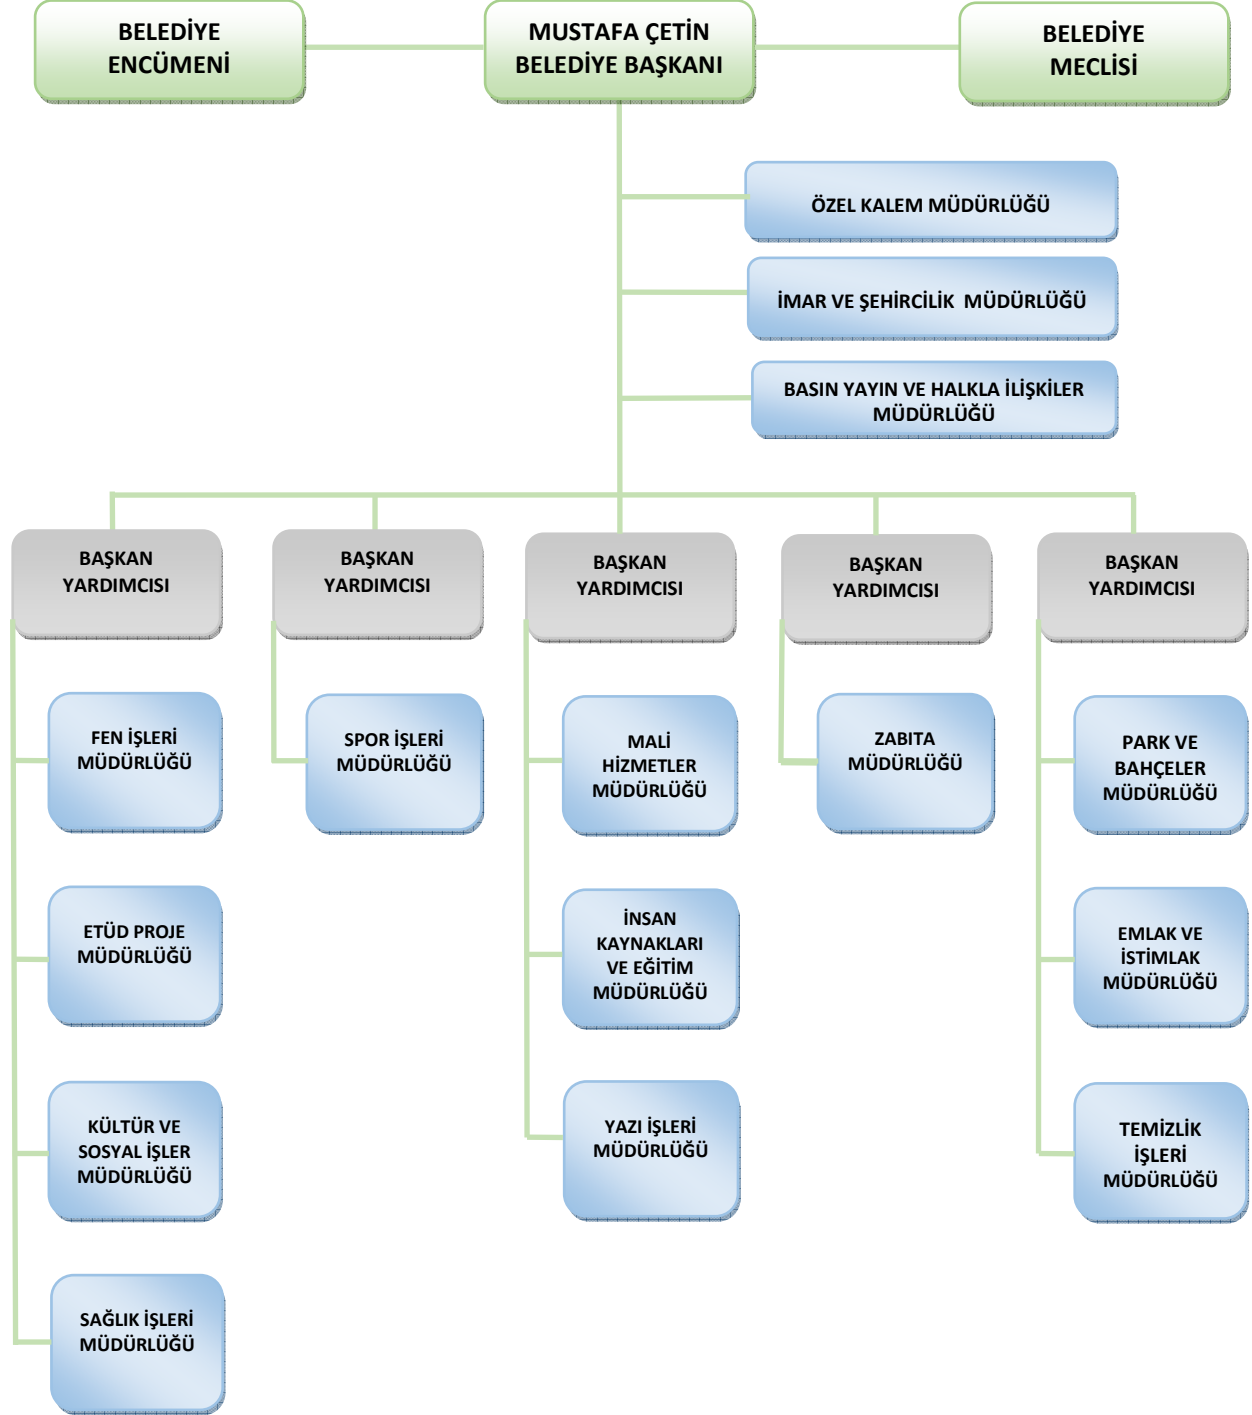 BELEDİYE
ENCÜMENİ
MUSTAFA ÇETİN
BELEDİYE BAŞKANI
BELEDİYE
MECLİSİ
ÖZEL KALEM MÜDÜRLÜĞÜ
İMAR VE ŞEHİRCİLİK MÜDÜRLÜĞÜ
BASIN YAYIN VE HALKLA İLİŞKİLER
MÜDÜRLÜĞÜ
BAŞKAN
YARDIMCISI
BAŞKAN
YARDIMCISI
BAŞKAN
YARDIMCISI
BAŞKAN
YARDIMCISI
BAŞKAN
YARDIMCISI
FEN İŞLERİ
MÜDÜRLÜĞÜ
SPOR İŞLERİ
MÜDÜRLÜĞÜ
MALİ
HİZMETLER
MÜDÜRLÜĞÜ
ZABITA
MÜDÜRLÜĞÜ
PARK VE
BAHÇELER
MÜDÜRLÜĞÜ
ETÜD PROJE
MÜDÜRLÜĞÜ
İNSAN
KAYNAKLARI
VE EĞİTİM
MÜDÜRLÜĞÜ
EMLAK VE
İSTİMLAK
MÜDÜRLÜĞÜ
KÜLTÜR VE
SOSYAL İŞLER
MÜDÜRLÜĞÜ
YAZI İŞLERİ
MÜDÜRLÜĞÜ
TEMİZLİK
İŞLERİ
MÜDÜRLÜĞÜ
SAĞLIK İŞLERİ
MÜDÜRLÜĞÜ